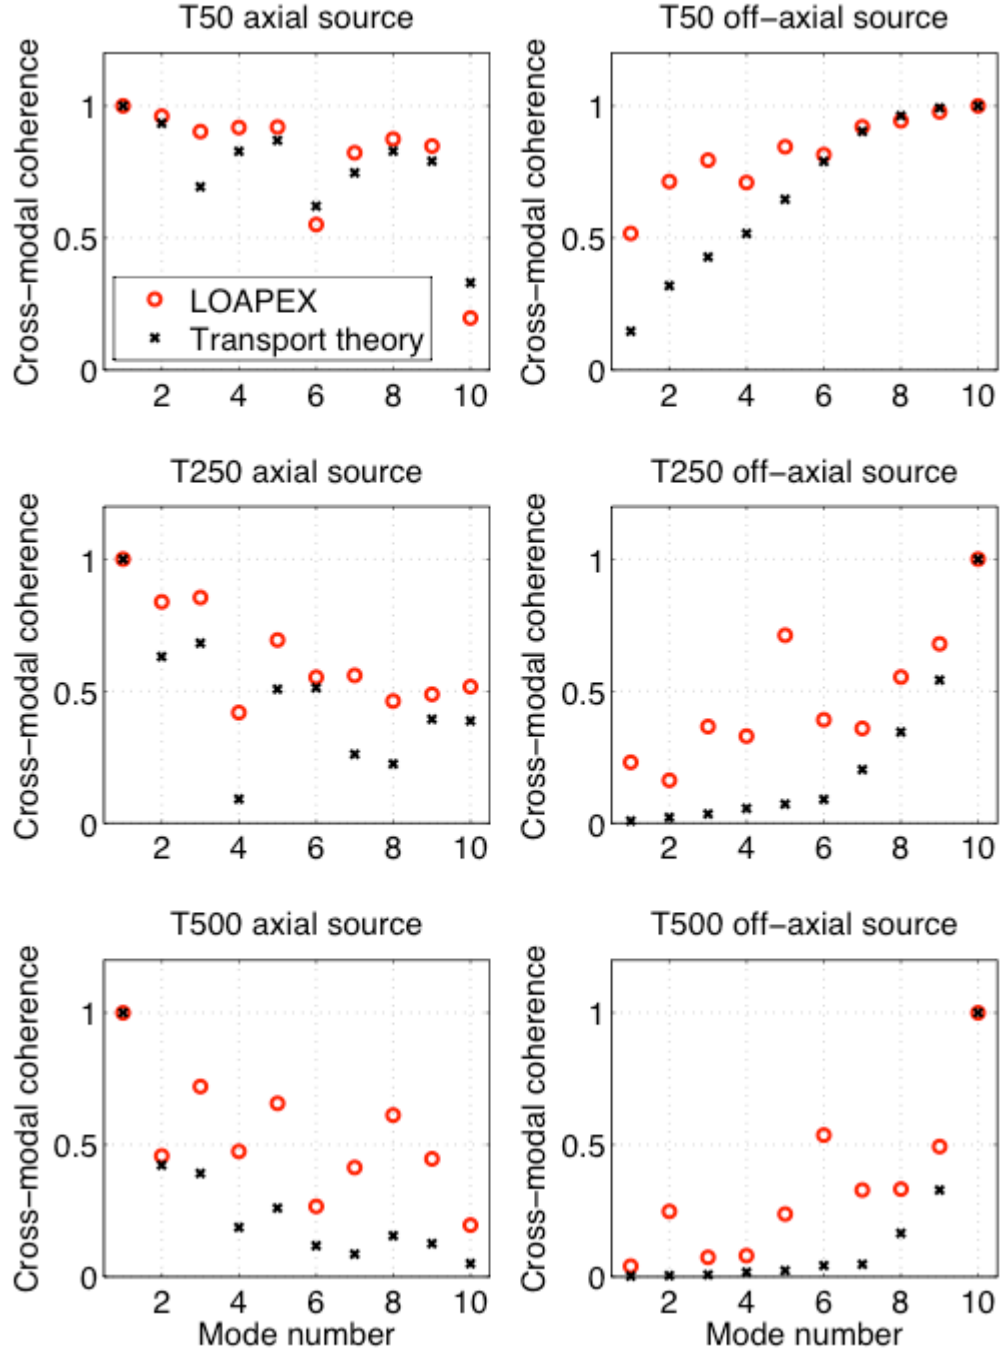 T50 axial source
T50 off-axial source
Cross-modal coherence
1
0.5
0
LOAPEX
Transport theory
2 4 6 8 10
Cross-modal coherence
1
0.5
0
2 4 6 8 10
T250 axial source
T250 off-axial source
Cross-modal coherence
1
0.5
0
2 4 6 8 10
Cross-modal coherence
1
0.5
0
2 4 6 8 10
T500 axial source
T500 off-axial source
Cross-modal coherence
1
0.5
0
2 4 6 8 10
Mode number
Cross-modal coherence
1
0.5
0
2 4 6 8 10
Mode number